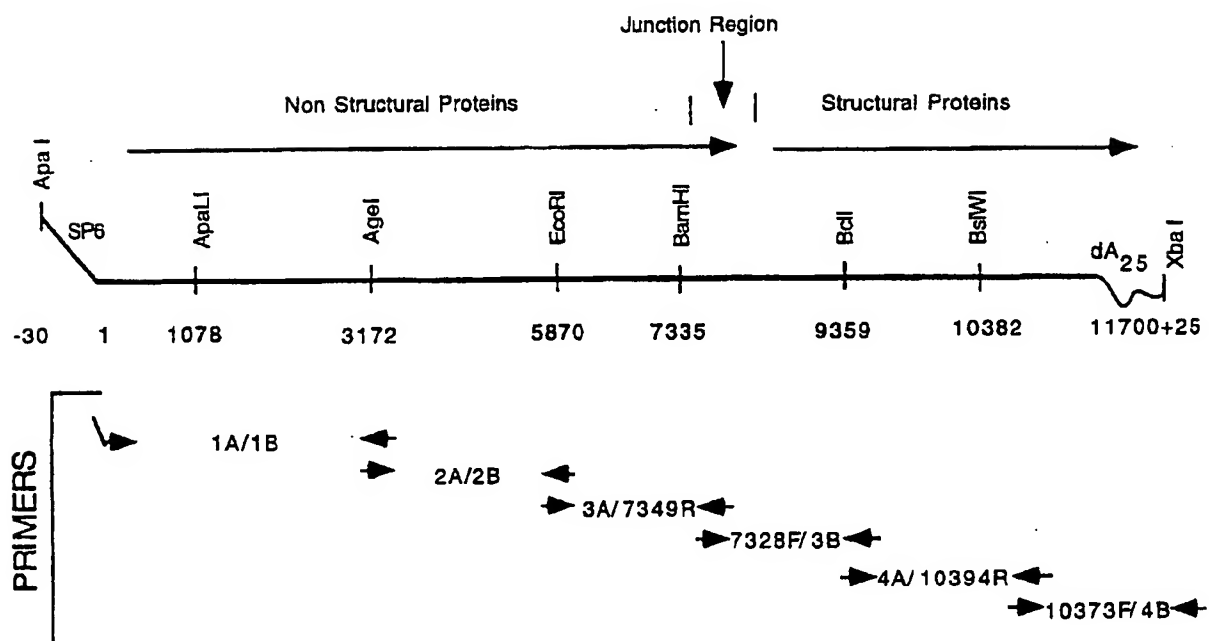 Junction Region
Non Structural Proteins
Structural Proteins
Apa I
SP6
ApaLI
AgeI
EcoRI
BamHI
BclI
BsiWI
dA25
Xba I
-30 1 1078 3172 5870 7335 9359 10382 11700+25
PRIMERS
1A/1B
2A/2B
3A/7349R
7328F/3B
4A/10394R
10373F/4B